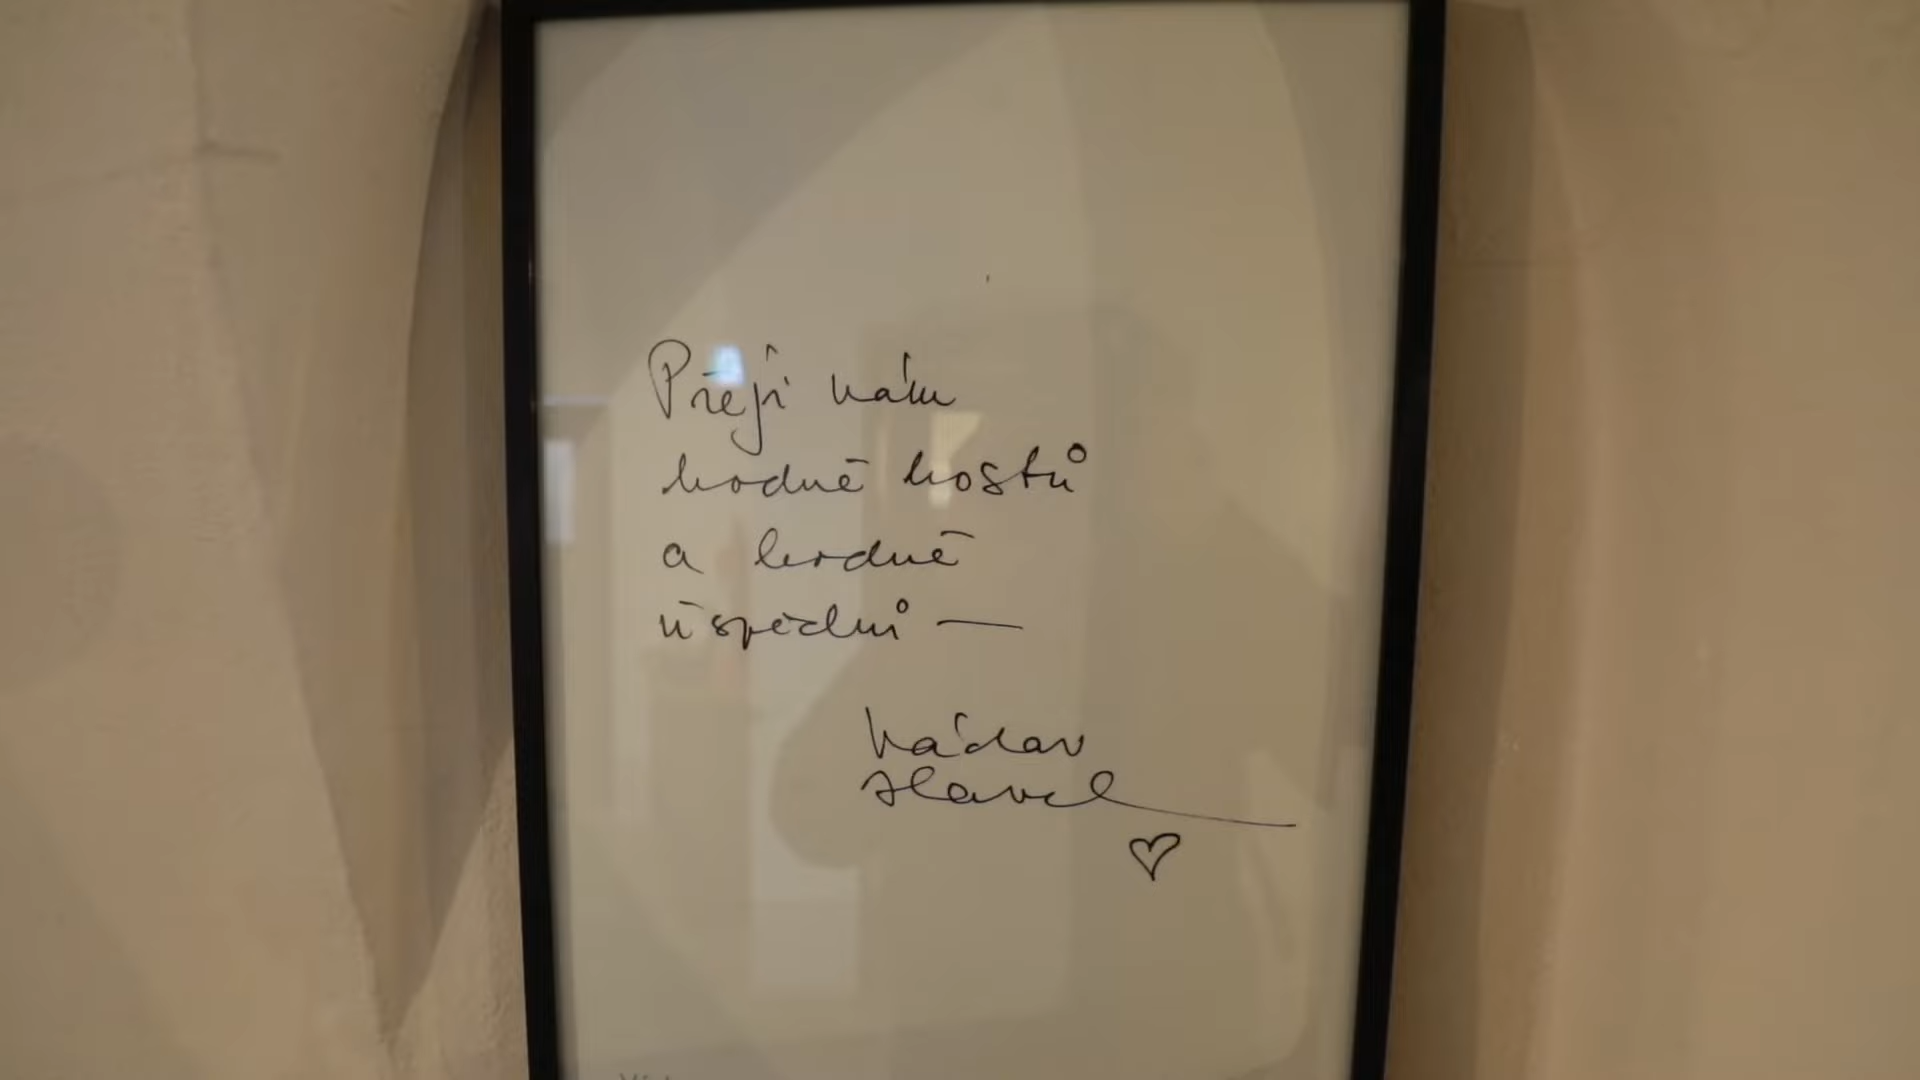 Přeji vám
hodně hostů
a hodně
úspěchů —
Václav
Havel